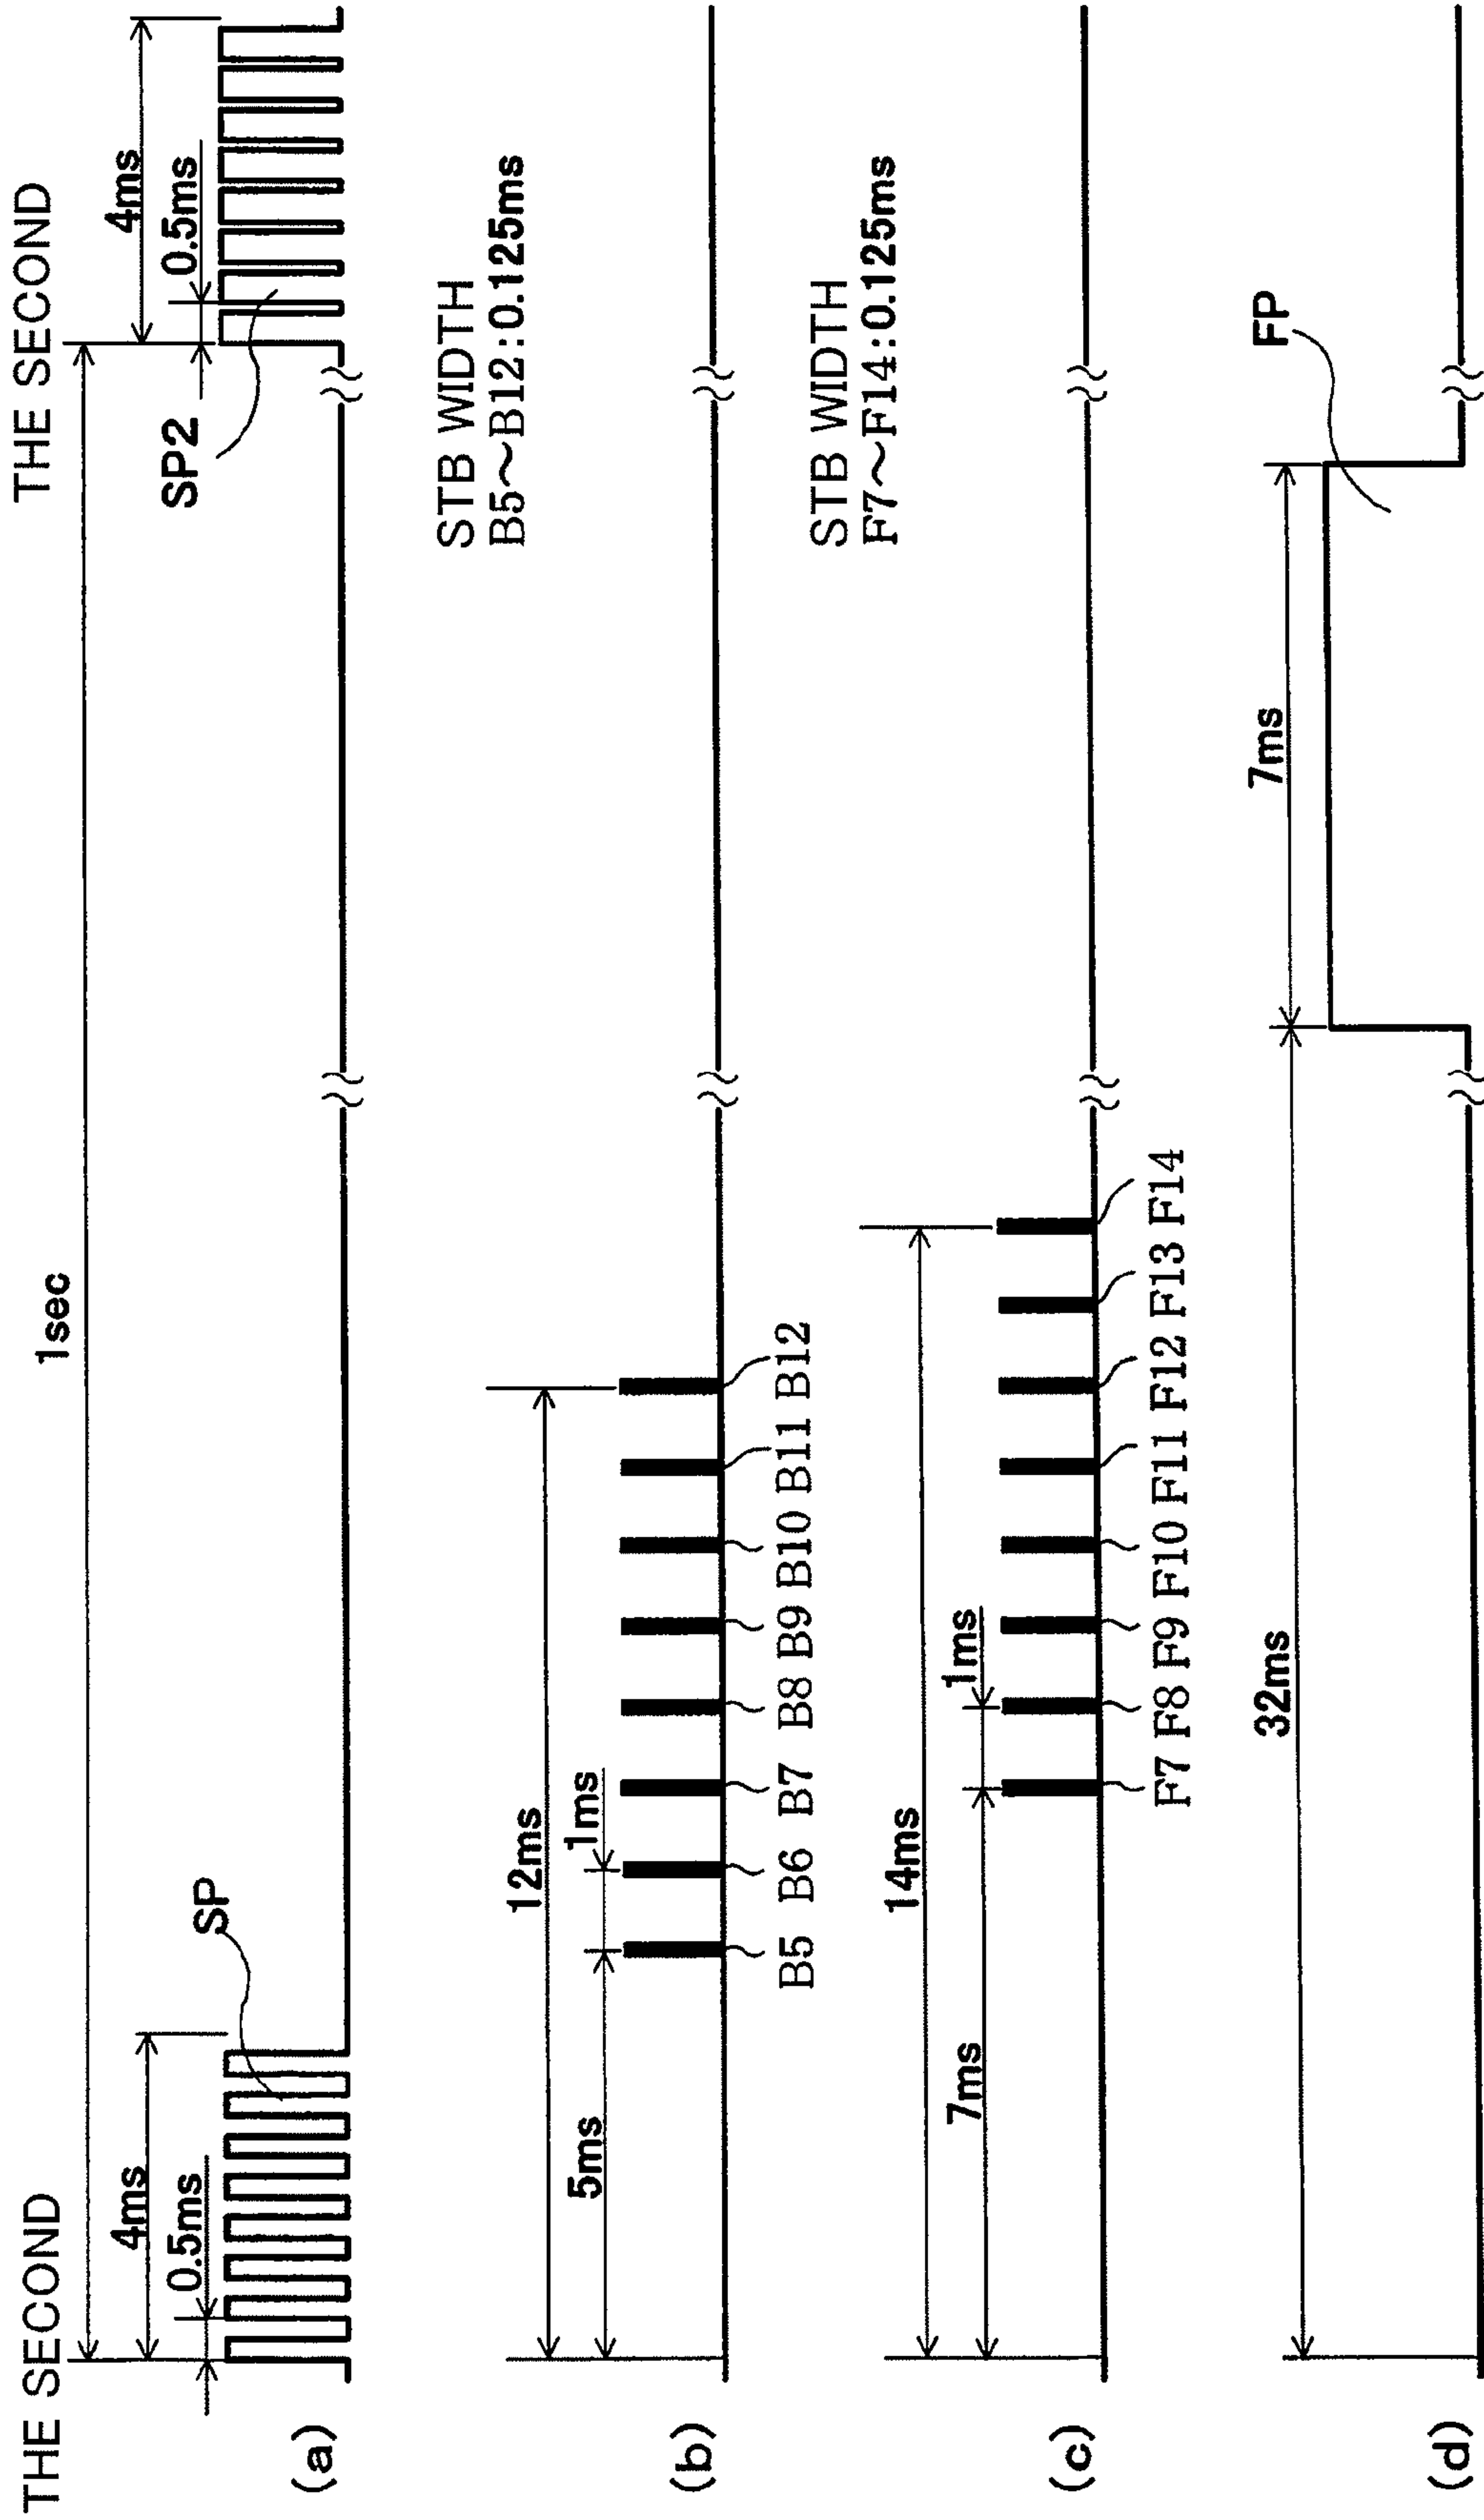 THE SECOND
THE SECOND
1sec
4ms
0.5ms
SP
4ms
0.5ms
SP2
(a)
STB WIDTH
B5~B12:0.125ms
12ms
5ms
1ms
B5 B6 B7 B8 B9 B10 B11 B12
(b)
STB WIDTH
F7~F14:0.125ms
14ms
7ms
1ms
F7 F8 F9 F10 F11 F12 F13 F14
(c)
FP
32ms
7ms
(d)